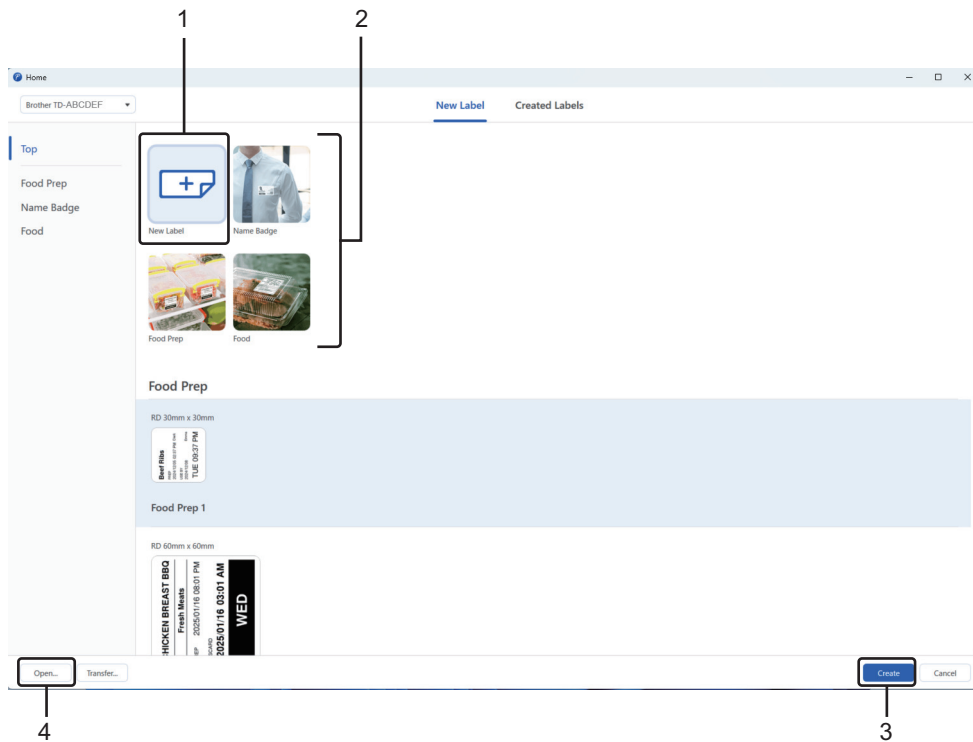 1
2
Home
Brother TD-ABCDEF
New Label
Created Labels
Top
Food Prep
Name Badge
Food
New Label
Name Badge
Food Prep
Food
Food Prep
RD 30mm x 30mm
Beef Ribs
TUE 09:37 PM
Food Prep 1
RD 60mm x 60mm
HICKEN BREAST BBQ
Fresh Meats
EP 2025/01/16 08:01 PM
SCARD
2025/01/16 03:01 AM
WED
Open...
Transfer...
Create
Cancel
4
3